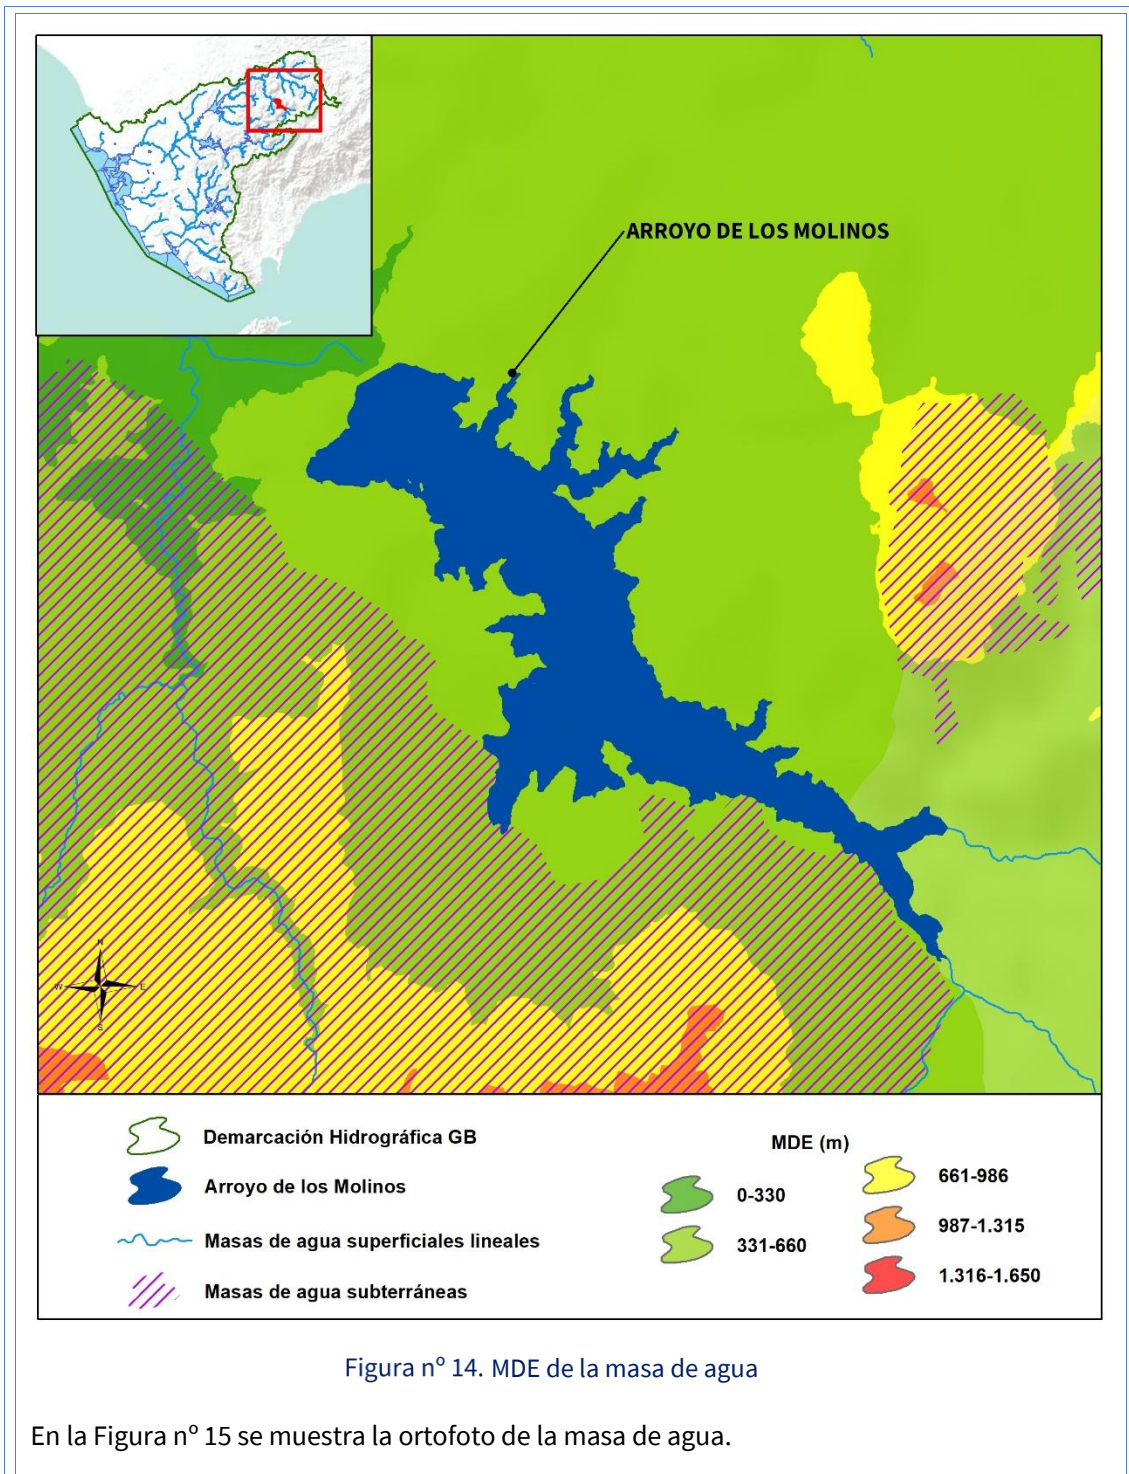 ARROYO DE LOS MOLINOS
N
W
E
S
Demarcación Hidrográfica GB
Arroyo de los Molinos
Masas de agua superficiales lineales
Masas de agua subterráneas
MDE (m)
0-330
331-660
661-986
987-1.315
1.316-1.650
Figura nº 14. MDE de la masa de agua
En la Figura nº 15 se muestra la ortofoto de la masa de agua.